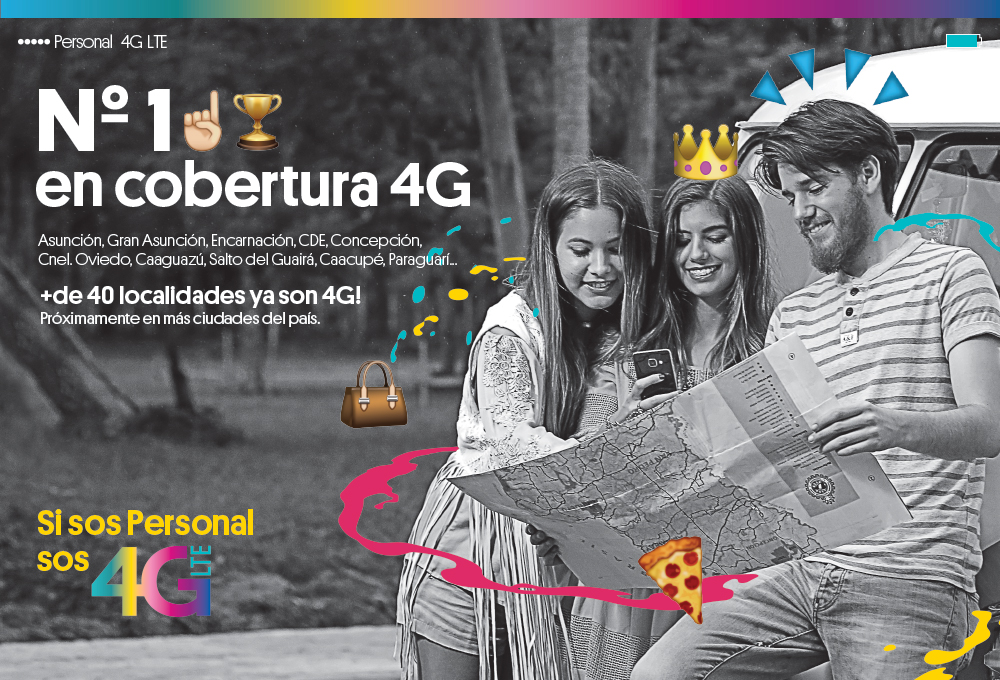 Personal 4G LTE
Nº 1
en cobertura 4G
Asunción, Gran Asunción, Encarnación, CDE, Concepción,
Cnel. Oviedo, Caaguazú, Salto del Guairá, Caacupé, Paraguarí...
+de 40 localidades ya son 4G!
Próximamente en más ciudades del país.
Si sos Personal
sos 4G LTE